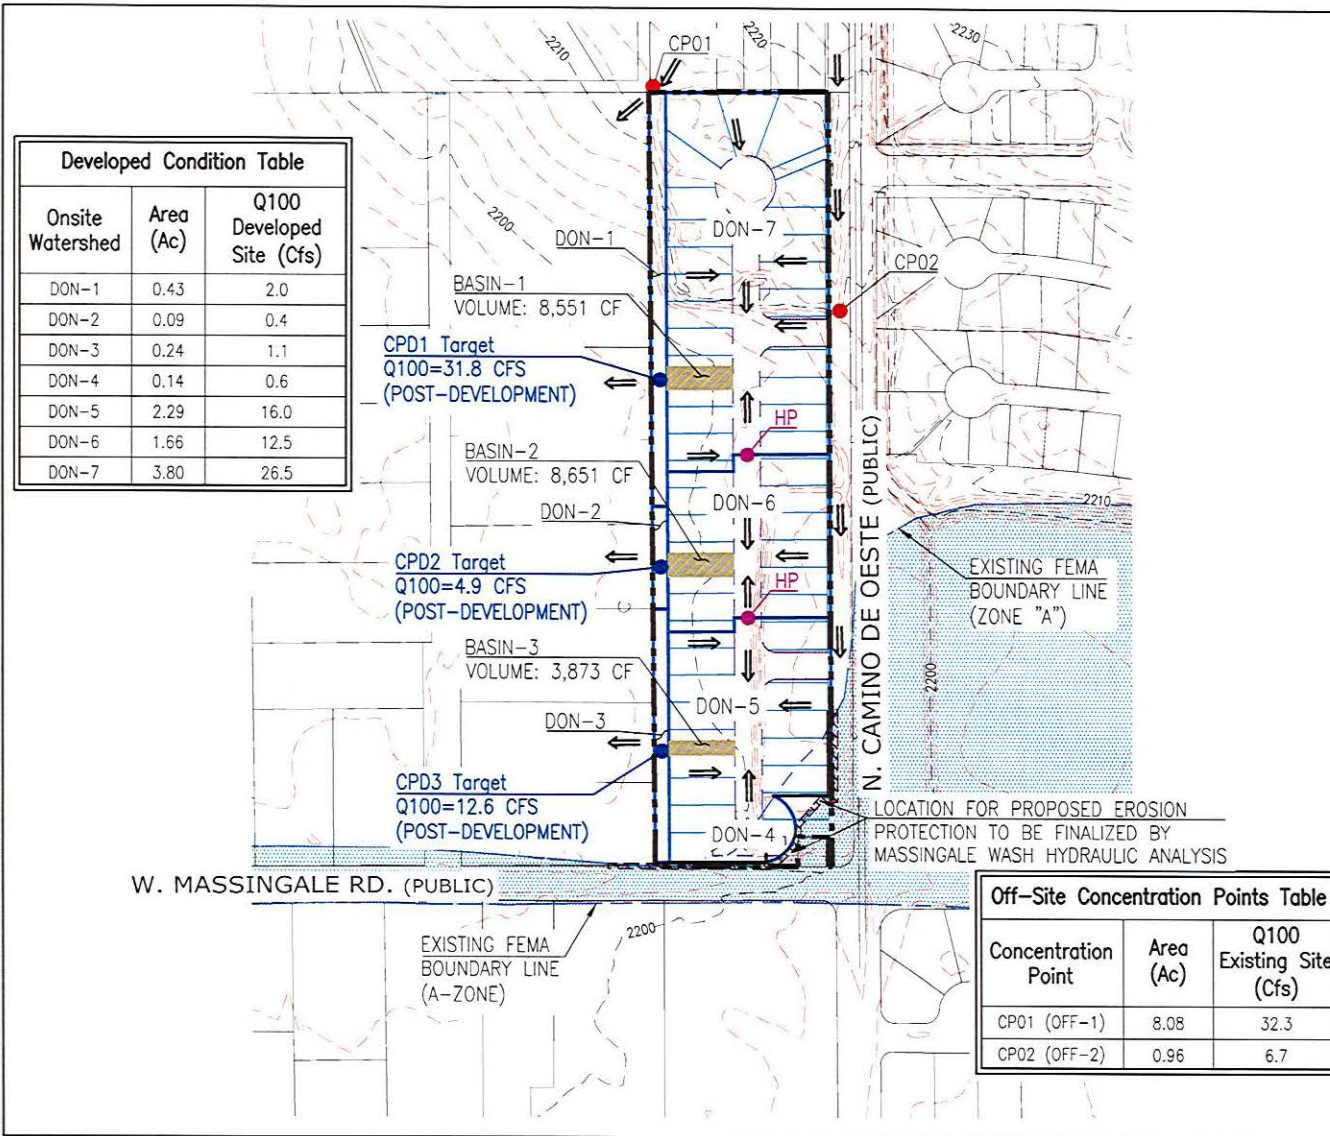 2210
CP01
2220
2230
Developed Condition Table
Onsite Watershed
Area (Ac)
Q100 Developed Site (Cfs)
DON-1 0.43 2.0
DON-2 0.09 0.4
DON-3 0.24 1.1
DON-4 0.14 0.6
DON-5 2.29 16.0
DON-6 1.66 12.5
DON-7 3.80 26.5
2200
DON-1
DON-7
CP02
BASIN-1
VOLUME: 8,551 CF
CPD1 Target
Q100=31.8 CFS
(POST-DEVELOPMENT)
HP
BASIN-2
VOLUME: 8,651 CF
DON-6
DON-2
2210
CPD2 Target
Q100=4.9 CFS
(POST-DEVELOPMENT)
HP
EXISTING FEMA
BOUNDARY LINE
(ZONE "A")
N. CAMINO DE OESTE (PUBLIC)
BASIN-3
VOLUME: 3,873 CF
2200
DON-5
DON-3
CPD3 Target
Q100=12.6 CFS
(POST-DEVELOPMENT)
DON-4
LOCATION FOR PROPOSED EROSION
PROTECTION TO BE FINALIZED BY
MASSINGALE WASH HYDRAULIC ANALYSIS
W. MASSINGALE RD. (PUBLIC)
2200
EXISTING FEMA
BOUNDARY LINE
(A-ZONE)
Off-Site Concentration Points Table
Concentration Point
Area (Ac)
Q100 Existing Site (Cfs)
CP01 (OFF-1) 8.08 32.3
CP02 (OFF-2) 0.96 6.7